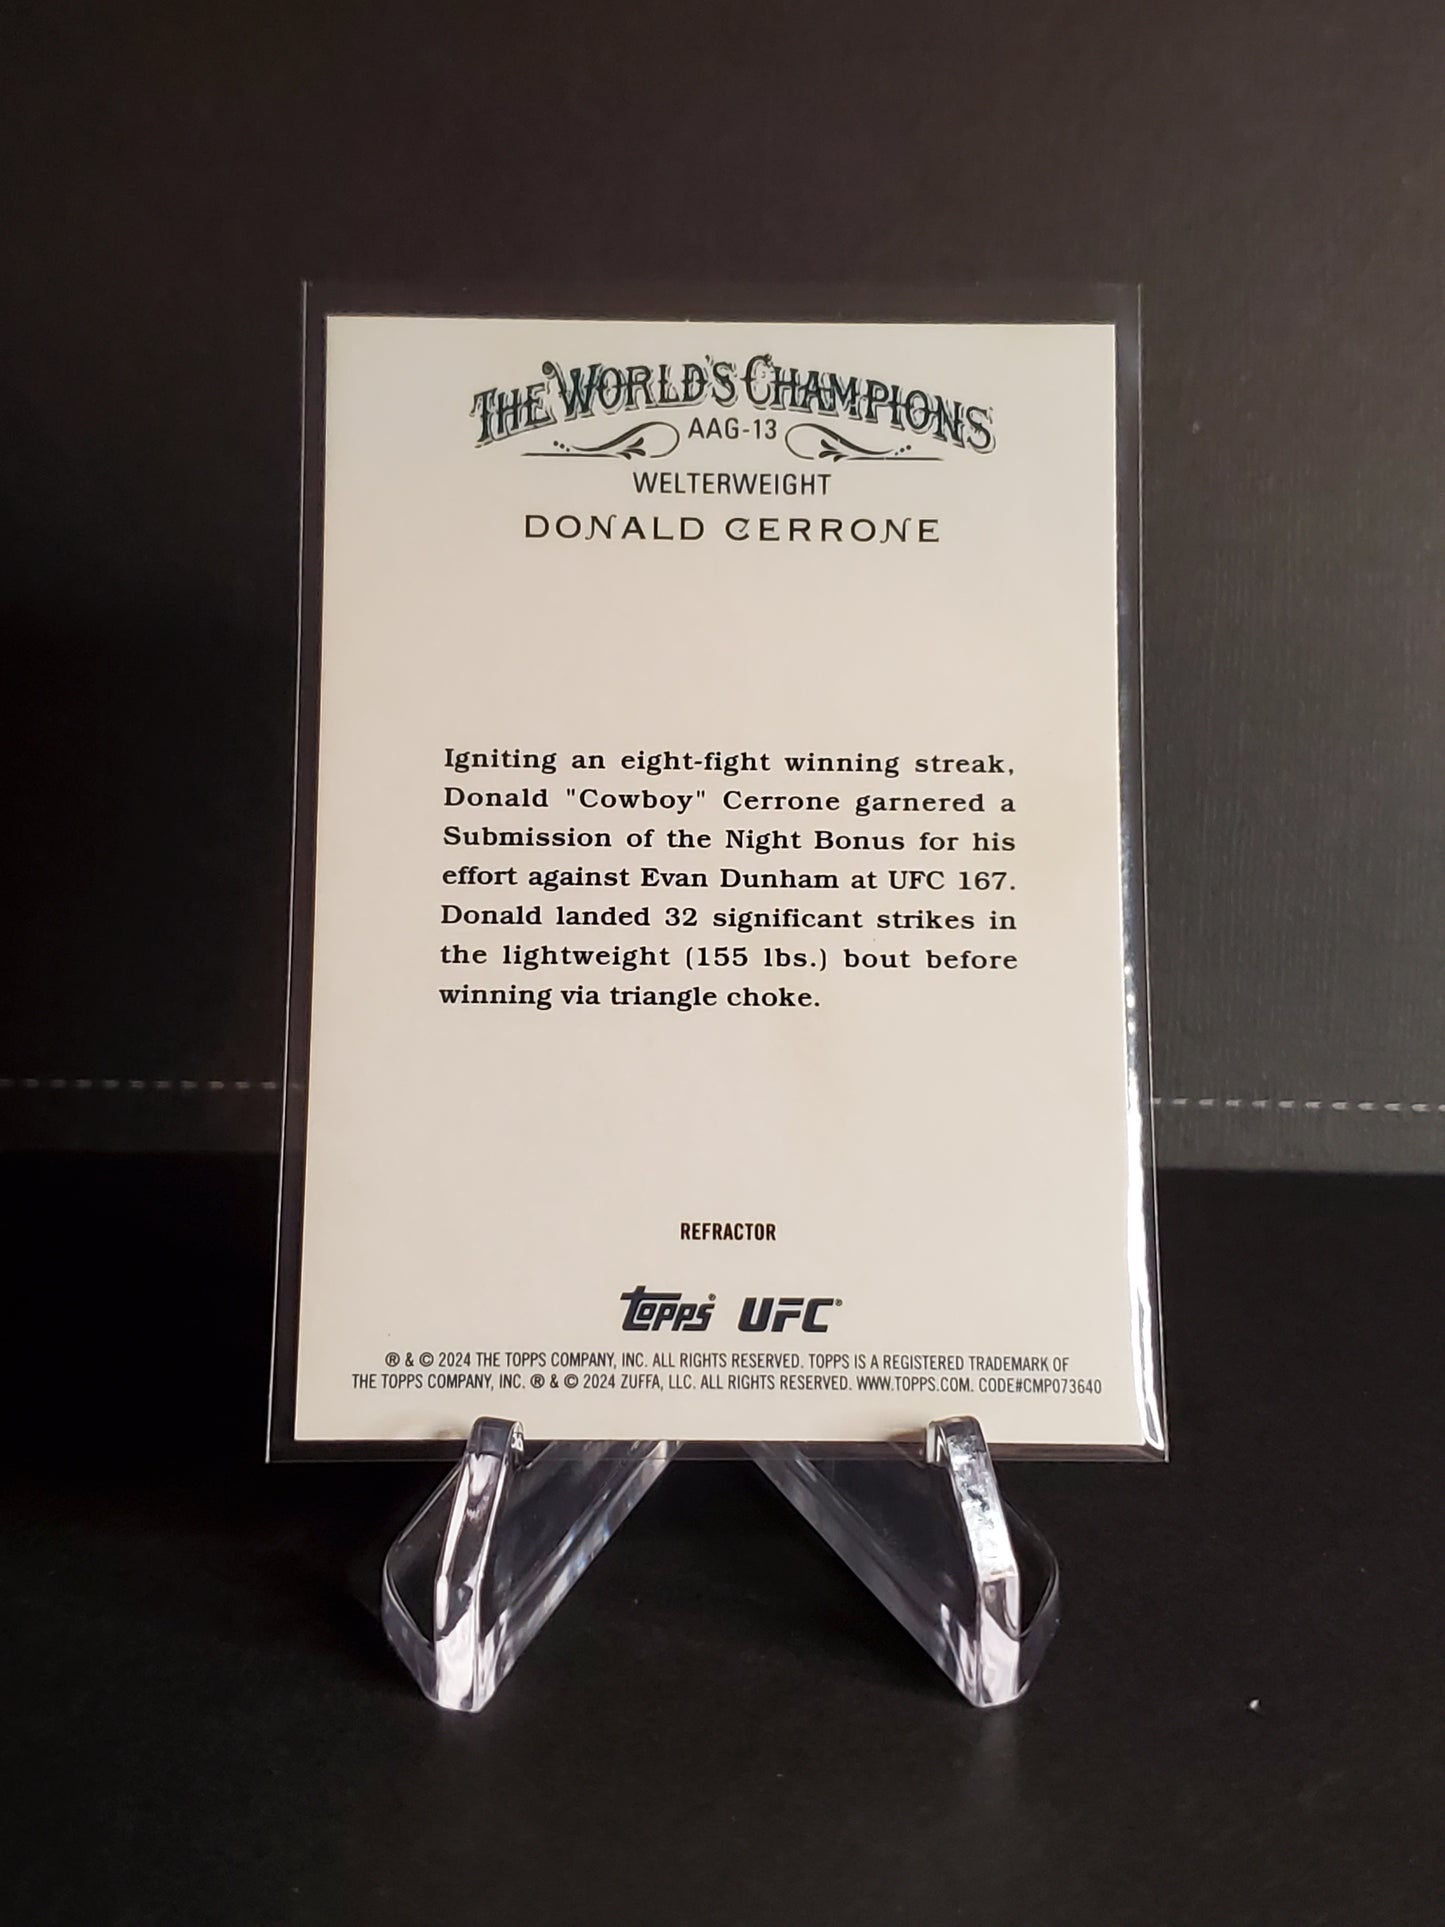 THE WORLD'S CHAMPIONS
AAG-13
WELTERWEIGHT
DONALD CERRONE
Igniting an eight-fight winning streak,
Donald "Cowboy" Cerrone garnered a
Submission of the Night Bonus for his
effort against Evan Dunham at UFC 167.
Donald landed 32 significant strikes in
the lightweight (155 lbs.) bout before
winning via triangle choke.
REFRACTOR
Topps® UFC®
® & © 2024 THE TOPPS COMPANY, INC. ALL RIGHTS RESERVED. TOPPS IS A REGISTERED TRADEMARK OF
THE TOPPS COMPANY, INC. ® & © 2024 ZUFFA, LLC. ALL RIGHTS RESERVED. WWW.TOPPS.COM. CODE#CMP073640